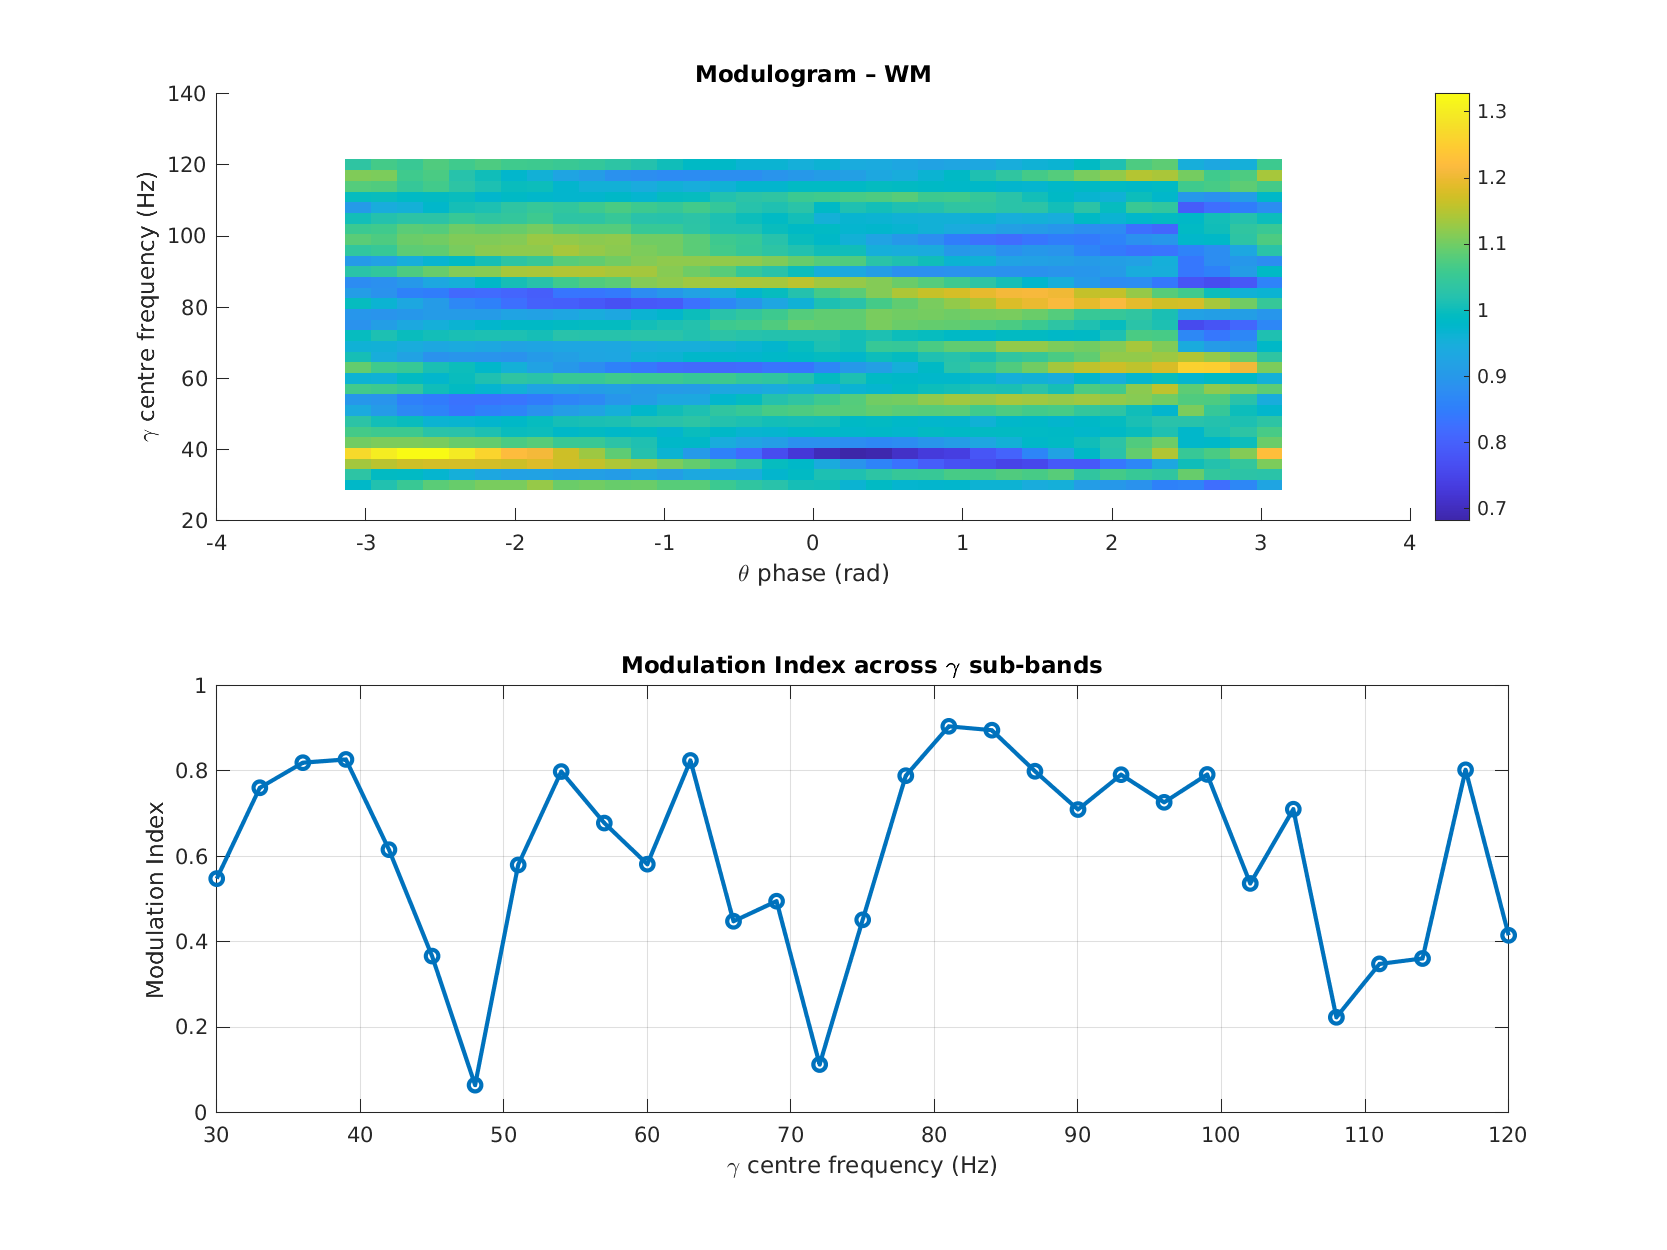 Modulogram – WM
140
120
100
80
60
40
20
γ centre frequency (Hz)
-4 -3 -2 -1 0 1 2 3 4
θ phase (rad)
1.3
1.2
1.1
1
0.9
0.8
0.7
Modulation Index across γ sub-bands
1
0.8
0.6
0.4
0.2
0
Modulation Index
30 40 50 60 70 80 90 100 110 120
γ centre frequency (Hz)